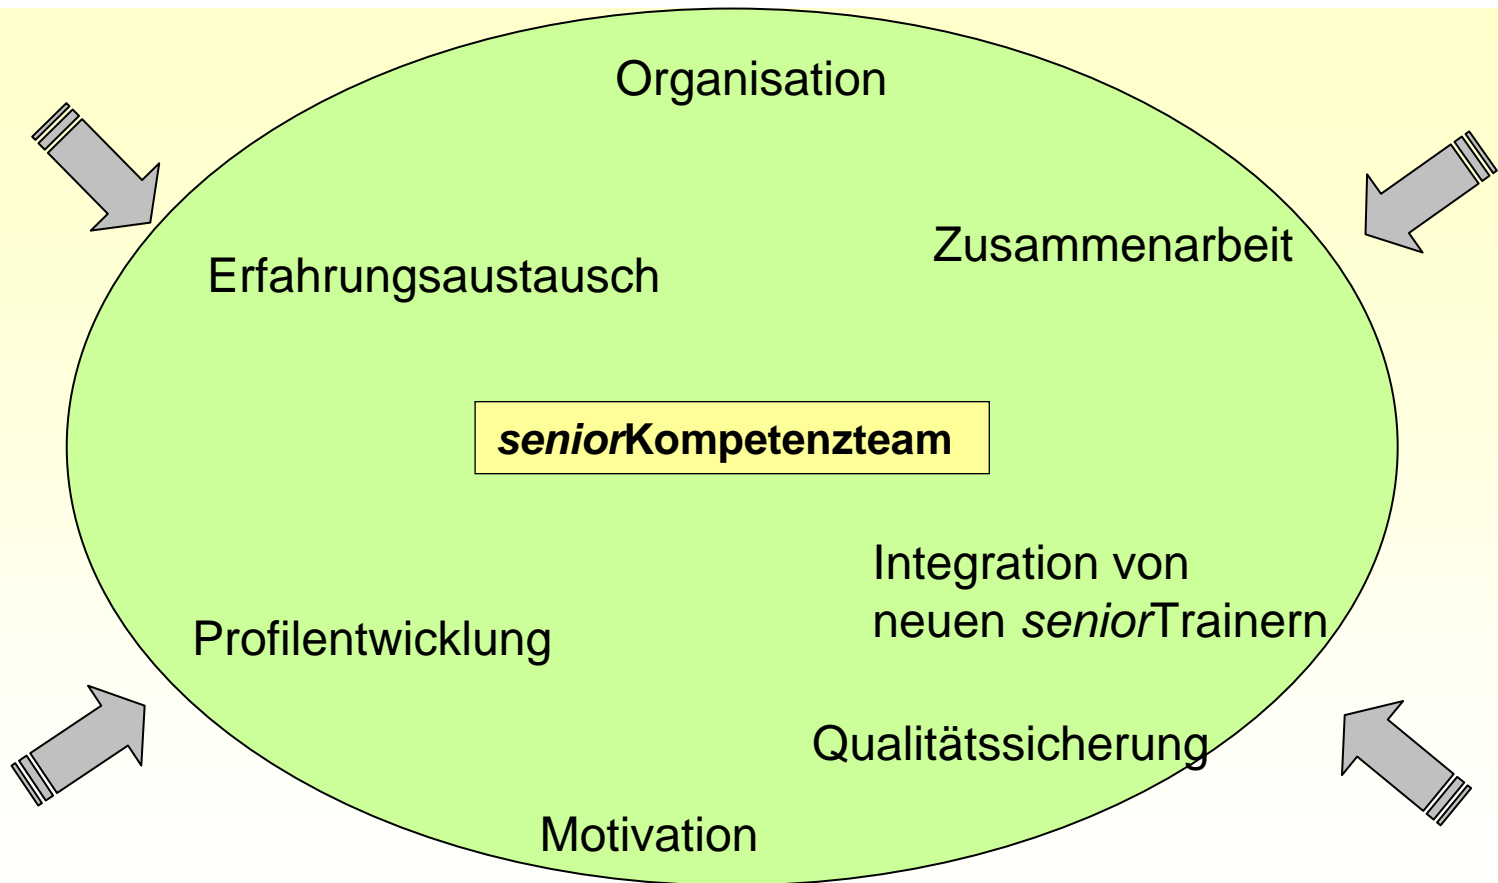 Organisation
Zusammenarbeit
Erfahrungsaustausch
seniorKompetenzteam
Integration von
neuen seniorTrainern
Profilentwicklung
Qualitätssicherung
Motivation